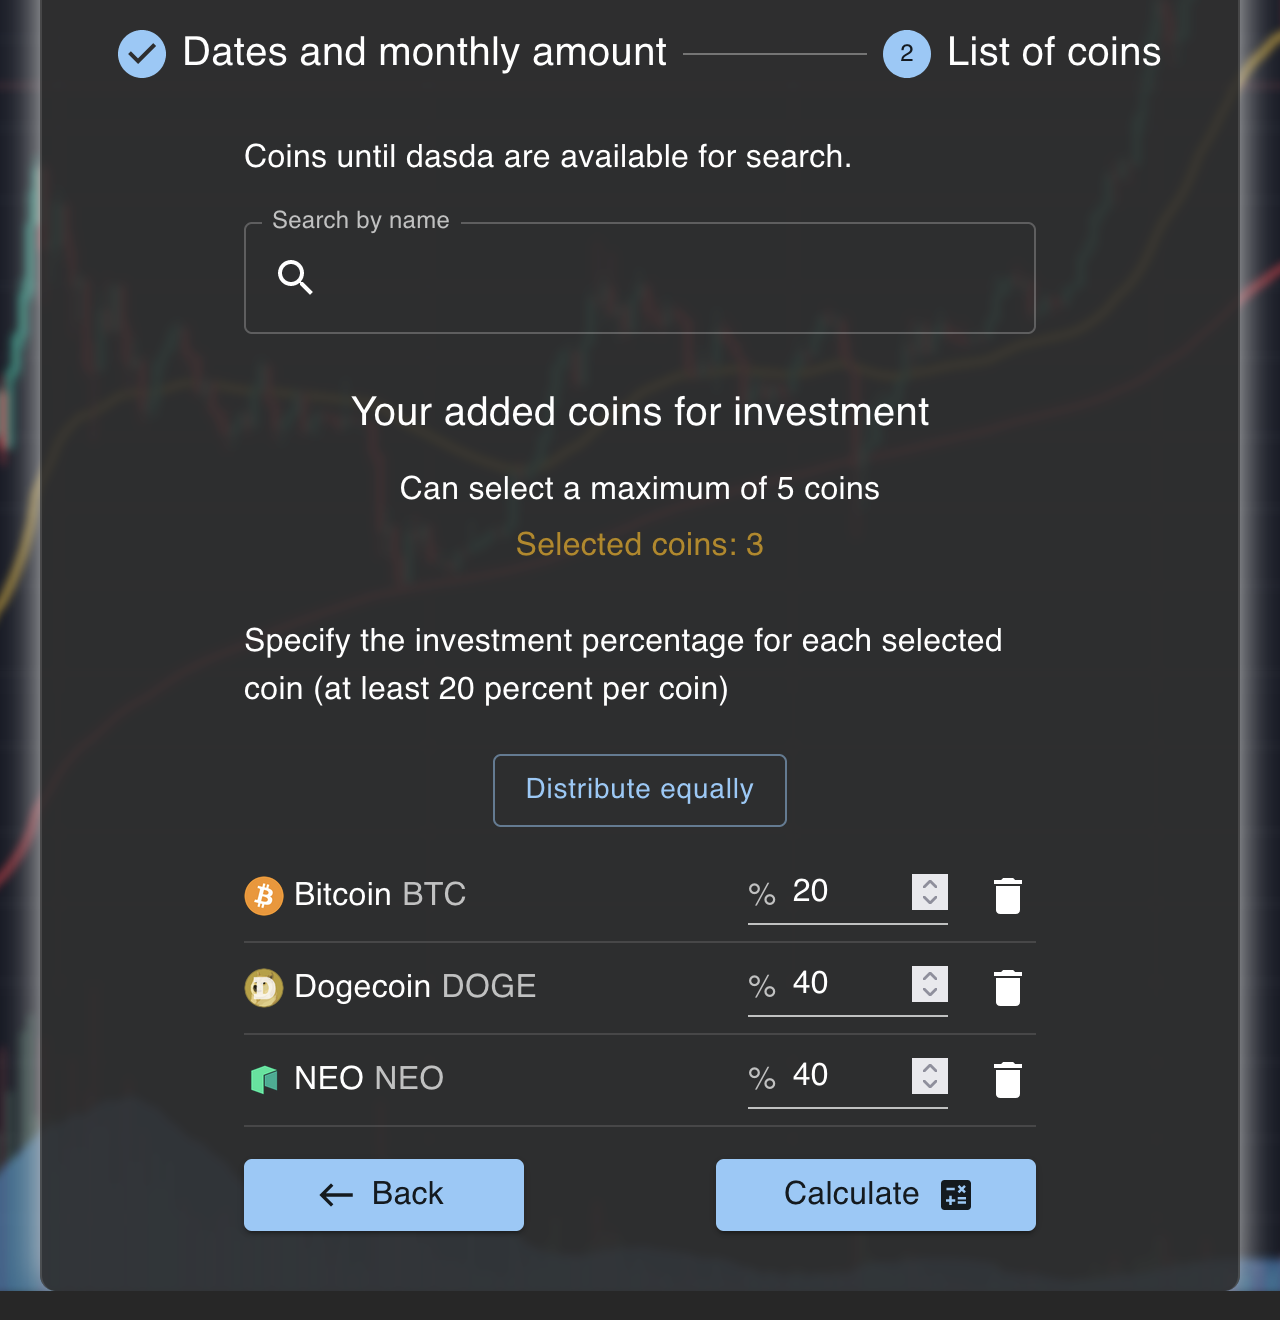 Dates and monthly amount
2 List of coins
Coins until dasda are available for search.
Search by name
Your added coins for investment
Can select a maximum of 5 coins
Selected coins: 3
Specify the investment percentage for each selected
coin (at least 20 percent per coin)
Distribute equally
Bitcoin BTC % 20
Dogecoin DOGE % 40
NEO NEO % 40
Back
Calculate